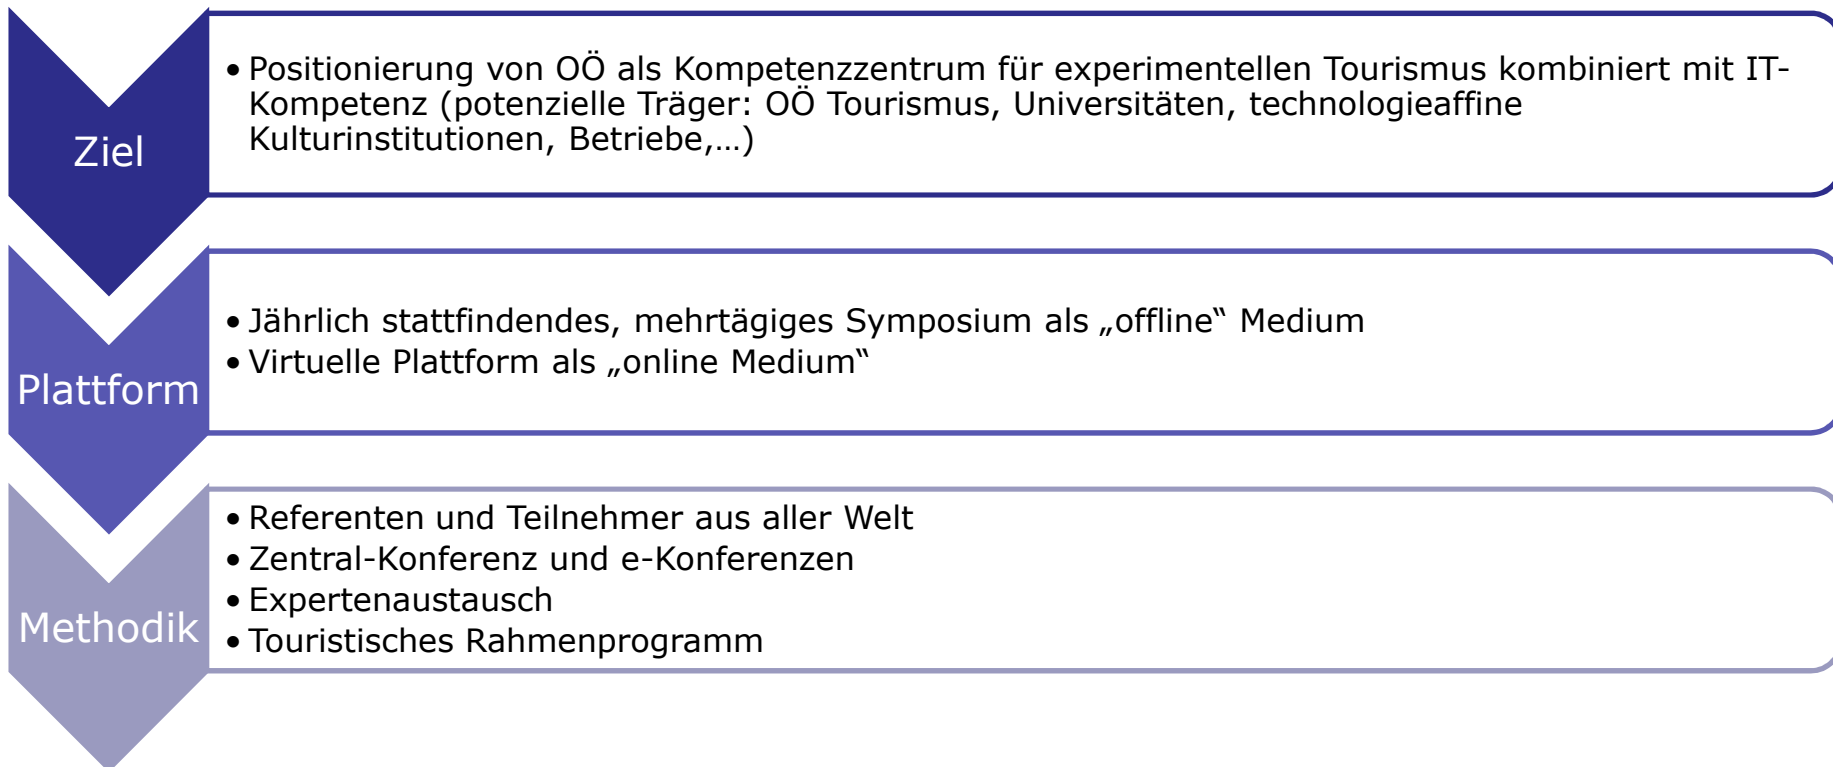 Ziel
• Positionierung von OÖ als Kompetenzzentrum für experimentellen Tourismus kombiniert mit IT-
Kompetenz (potenzielle Träger: OÖ Tourismus, Universitäten, technologieaffine
Kulturinstitutionen, Betriebe,…)
Plattform
• Jährlich stattfindendes, mehrtägiges Symposium als „offline“ Medium
• Virtuelle Plattform als „online Medium“
Methodik
• Referenten und Teilnehmer aus aller Welt
• Zentral-Konferenz und e-Konferenzen
• Expertenaustausch
• Touristisches Rahmenprogramm